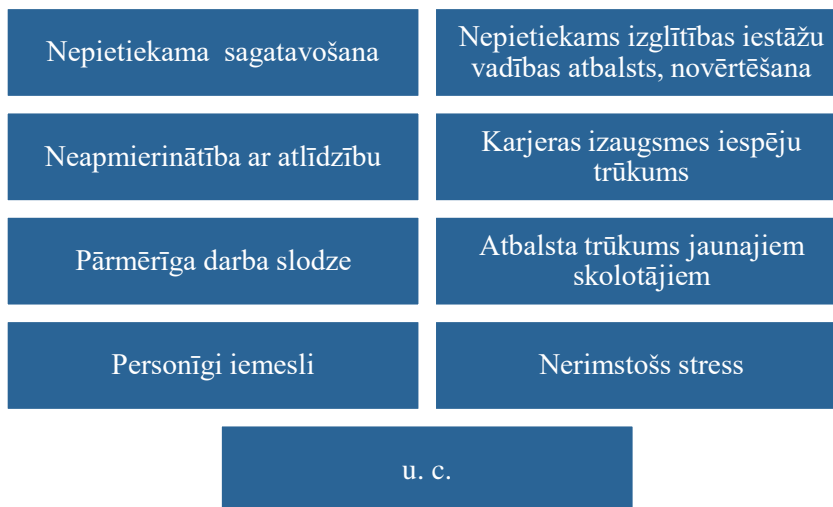 Nepietiekama sagatavošana
Nepietiekams izglītības iestāžu
vadības atbalsts, novērtēšana
Neapmierinātība ar atlīdzību
Karjeras izaugsmes iespēju
trūkums
Pārmērīga darba slodze
Atbalsta trūkums jaunajiem
skolotājiem
Personīgi iemesli
Nerimstošs stress
u. c.